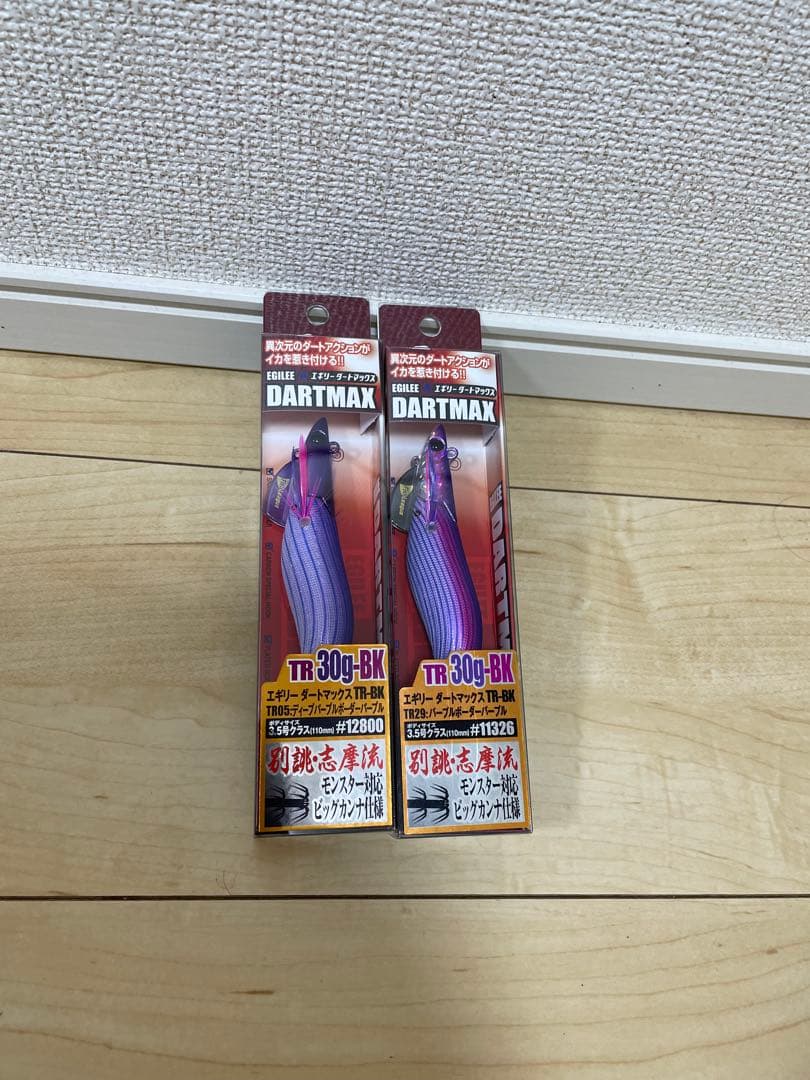 異次元のダートアクションが
イカを惹き付ける!!
EGILEE エギリーダートマックス
DARTMAX
TR 30g-BK
エギリー ダートマックス TR-BK
TR05:ディープパープルボーダーパープル
ボディサイズ
3.5号クラス(110mm) #12800
別誂・志摩流
モンスター対応
ビッグカンナ仕様
異次元のダートアクションが
イカを惹き付ける!!
EGILEE エギリーダートマックス
DARTMAX
TR 30g-BK
エギリー ダートマックス TR-BK
TR29:パープルボーダーパープル
ボディサイズ
3.5号クラス(110mm) #11326
別誂・志摩流
モンスター対応
ビッグカンナ仕様